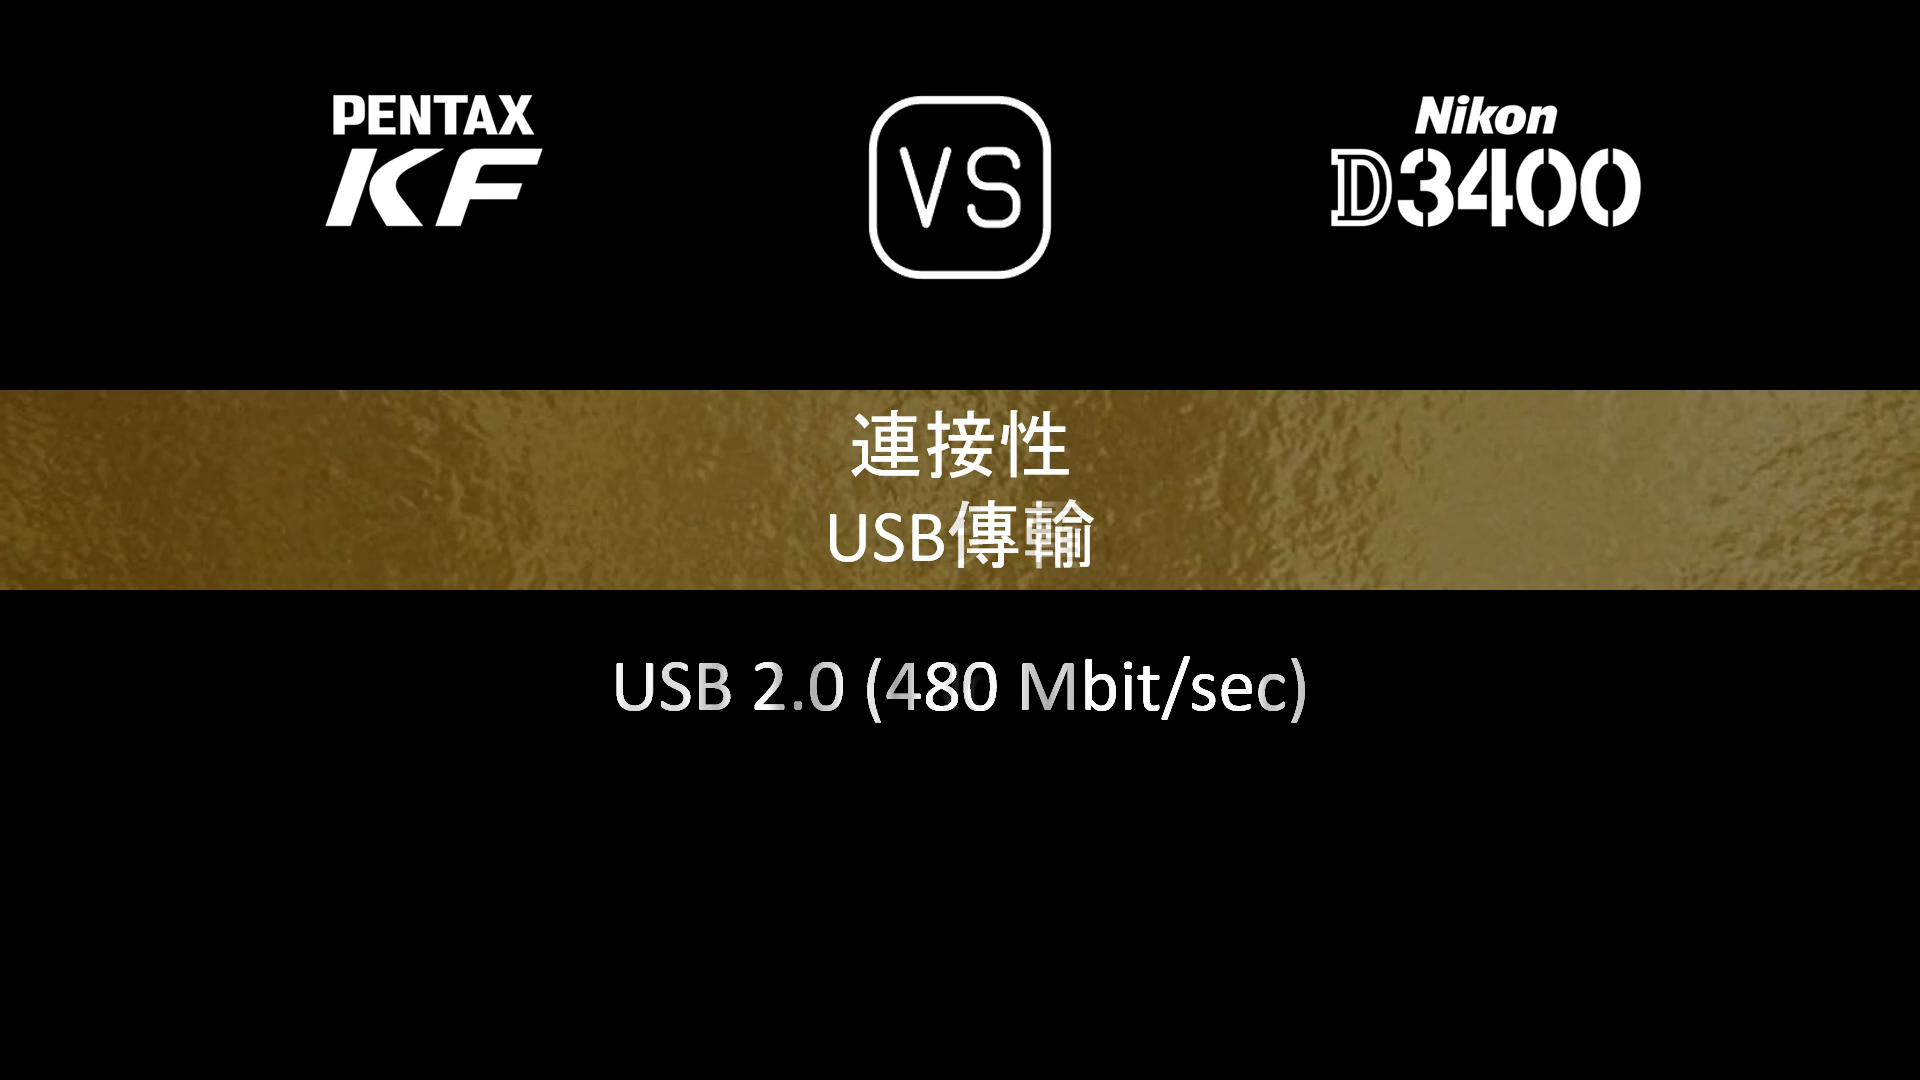 PENTAX
KF
VS
Nikon
D3400
連接性
USB傳輸
USB 2.0 (480 Mbit/sec)